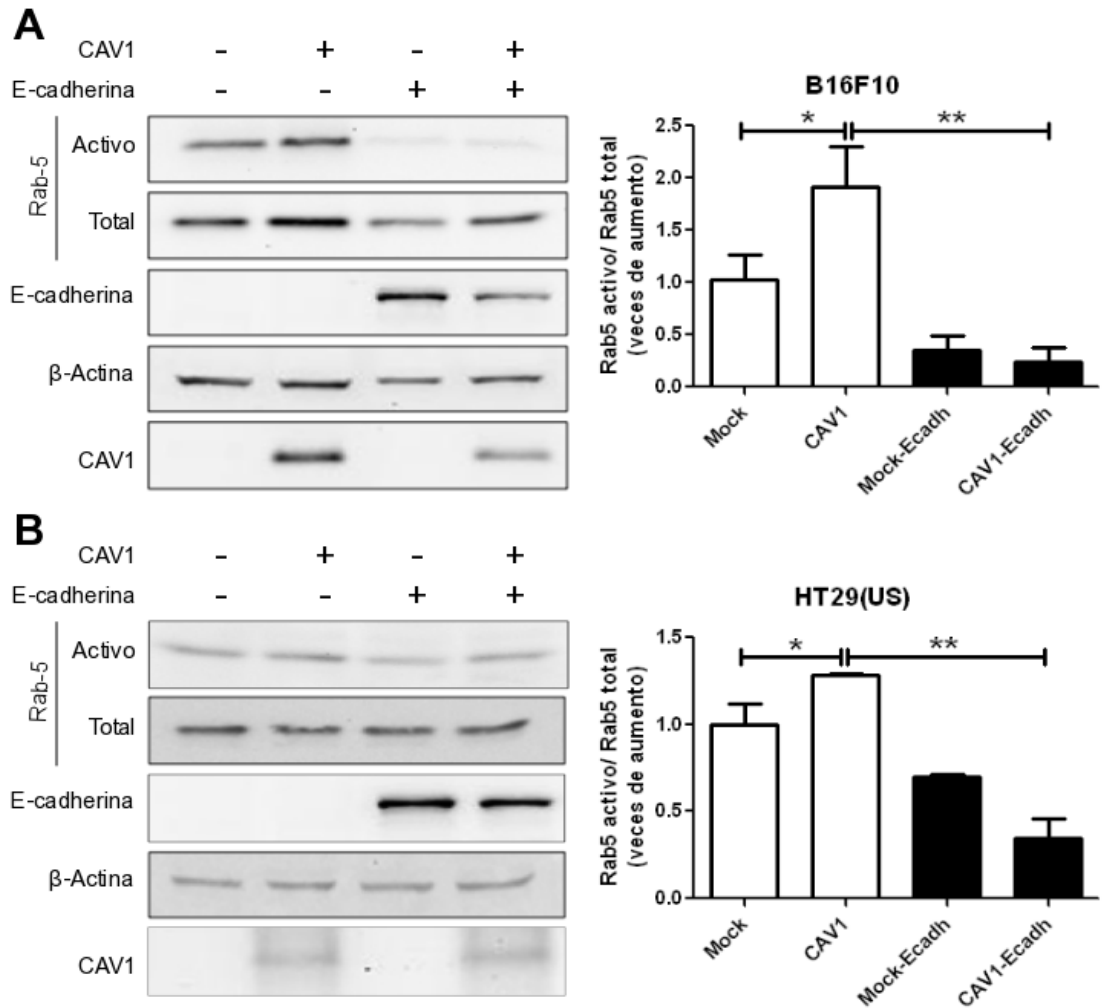 A
CAV1 - + - +
E-cadherina - - + +
Rab-5
Activo
Total
E-cadherina
β-Actina
CAV1
B16F10
* **
Rab5 activo/ Rab5 total
(veces de aumento)
2.5
2.0
1.5
1.0
0.5
0.0
Mock
CAV1
Mock-Ecadh
CAV1-Ecadh
B
CAV1 - + - +
E-cadherina - - + +
Rab-5
Activo
Total
E-cadherina
β-Actina
CAV1
HT29(US)
* **
Rab5 activo/ Rab5 total
(veces de aumento)
1.5
1.0
0.5
0.0
Mock
CAV1
Mock-Ecadh
CAV1-Ecadh